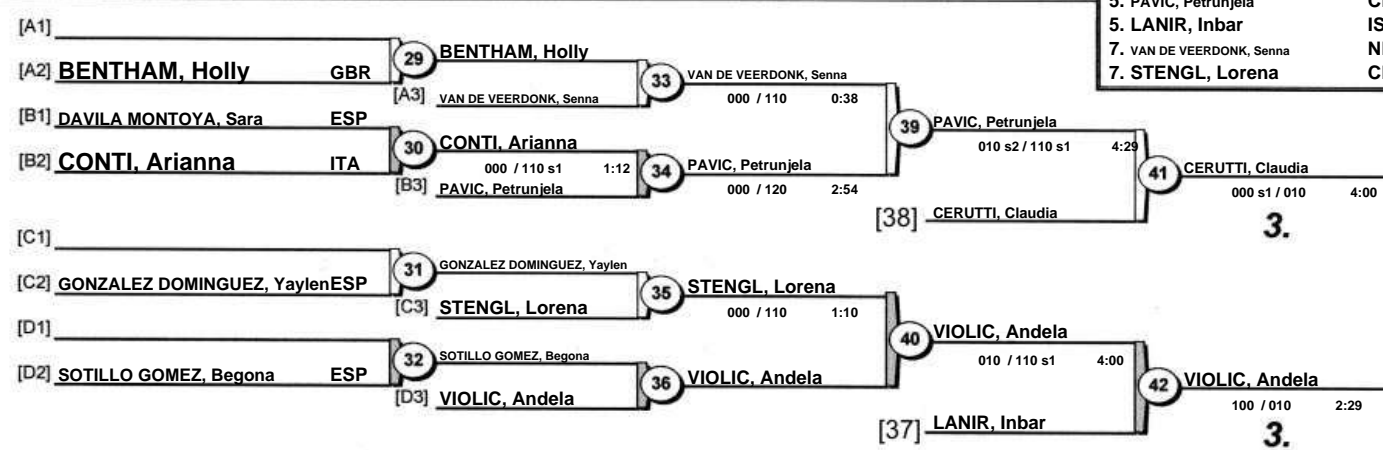 5. PAVIC, Petrunjela
5. LANIR, Inbar IS
7. VAN DE VEERDONK, Senna
7. STENGL, Lorena
[A1]
[A2] BENTHAM, Holly GBR
29 BENTHAM, Holly
[A3] VAN DE VEERDONK, Senna
33 VAN DE VEERDONK, Senna
000 / 110 0:38
[B1] DAVILA MONTOYA, Sara ESP
[B2] CONTI, Arianna ITA
30 CONTI, Arianna
000 / 110 s1 1:12
[B3] PAVIC, Petrunjela
34 PAVIC, Petrunjela
000 / 120 2:54
39 PAVIC, Petrunjela
010 s2 / 110 s1 4:29
[38] CERUTTI, Claudia
41 CERUTTI, Claudia
000 s1 / 010 4:00
3.
[C1]
[C2] GONZALEZ DOMINGUEZ, Yaylen ESP
31 GONZALEZ DOMINGUEZ, Yaylen
[C3] STENGL, Lorena
35 STENGL, Lorena
000 / 110 1:10
[D1]
[D2] SOTILLO GOMEZ, Begona ESP
32 SOTILLO GOMEZ, Begona
[D3] VIOLIC, Andela
36 VIOLIC, Andela
40 VIOLIC, Andela
010 / 110 s1 4:00
[37] LANIR, Inbar
42 VIOLIC, Andela
100 / 010 2:29
3.